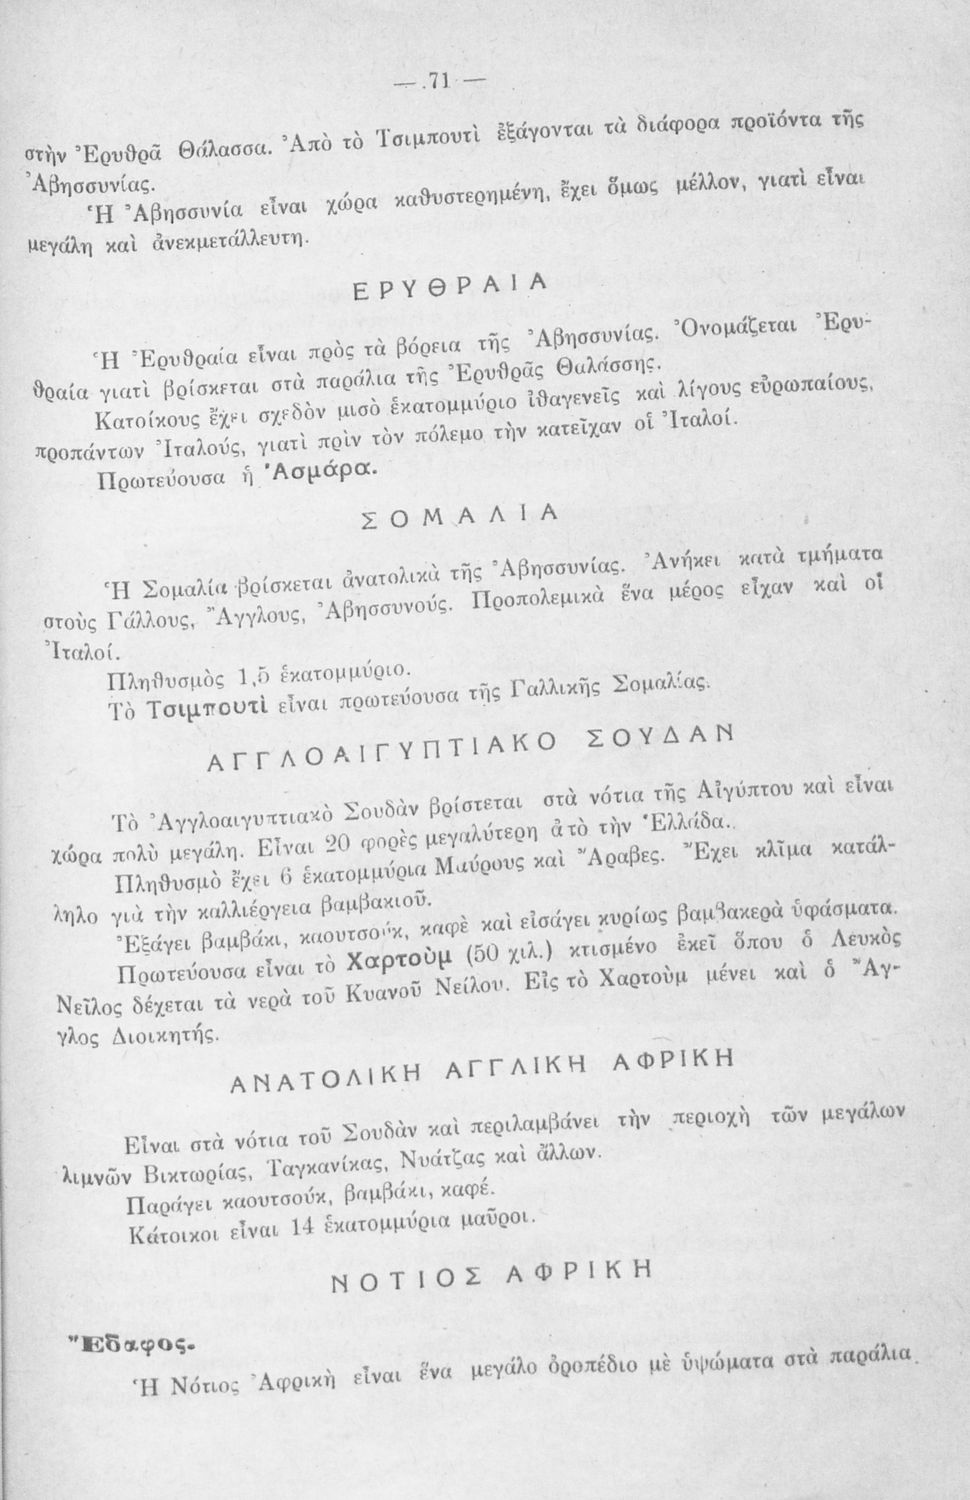 — 71 —
στὴν Ἐρυθρᾶ Θάλασσα. Ἀπὸ τὸ Τσιμπουτὶ ἐξάγονται τὰ διάφορα προϊόντα τῆς
Ἀβησσυνίας.
Ἡ Ἀβησσυνία εἶναι χώρα καθυστερημένη, ἔχει ὅμως μέλλον, γιατὶ εἶναι
μεγάλη καὶ ἀνεκμετάλλευτη.
ΕΡΥΘΡΑΙΑ
Ἡ Ἐρυθραία εἶναι πρὸς τὰ βόρεια τῆς Ἀβησσυνίας. Ὀνομάζεται Ἐρυ-
θραία γιατὶ βρίσκεται στὰ παράλια τῆς Ἐρυθρᾶς Θαλάσσης.
Κατοίκους ἔχει σχεδὸν μισὸ ἑκατομμύριο ἰθαγενεῖς καὶ λίγους εὐρωπαίους,
προπάντων Ἰταλούς, γιατὶ πρὶν τὸν πόλεμο τὴν κατεῖχαν οἱ Ἰταλοί.
Πρωτεύουσα ἡ Ἀσμάρα.
ΣΟΜΑΛΙΑ
Ἡ Σομαλία βρίσκεται ἀνατολικὰ τῆς Ἀβησσυνίας. Ἀνήκει κατὰ τμήματα
στοὺς Γάλλους, Ἄγγλους, Ἀβησσυνούς. Προπολεμικὰ ἕνα μέρος εἶχαν καὶ οἱ
Ἰταλοί.
Πληθυσμὸς 1,5 ἑκατομμύριο.
Τὸ Τσιμπουτὶ εἶναι πρωτεύουσα τῆς Γαλλικῆς Σομαλίας.
ΑΓΓΛΟΑΙΓΥΠΤΙΑΚΟ ΣΟΥΔΑΝ
Τὸ Ἀγγλοαιγυπτιακὸ Σουδὰν βρίστεται στὰ νότια τῆς Αἰγύπτου καὶ εἶναι
χώρα πολὺ μεγάλη. Εἶναι 20 φορὲς μεγαλύτερη ἀτὸ τὴν Ἑλλάδα.
Πληθυσμὸ ἔχει 6 ἑκατομμύρια Μαύρους καὶ Ἄραβες. Ἔχει κλῖμα κατάλ-
ληλο γιὰ τὴν καλλιέργεια βαμβακιοῦ.
Ἐξάγει βαμβάκι, καουτσούκ, καφὲ καὶ εἰσάγει κυρίως βαμβακερὰ ὑφάσματα.
Πρωτεύουσα εἶναι τὸ Χαρτοὺμ (50 χιλ.) κτισμένο ἐκεῖ ὅπου ὁ Λευκὸς
Νεῖλος δέχεται τὰ νερὰ τοῦ Κυανοῦ Νείλου. Εἰς τὸ Χαρτοὺμ μένει καὶ ὁ Ἄγ-
γλος Διοικητής.
ΑΝΑΤΟΛΙΚΗ ΑΓΓΛΙΚΗ ΑΦΡΙΚΗ
Εἶναι στὰ νότια τοῦ Σουδὰν καὶ περιλαμβάνει τὴν περιοχὴ τῶν μεγάλων
λιμνῶν Βικτωρίας, Ταγκανίκας, Νυάτζας καὶ ἄλλων.
Παράγει καουτσούκ, βαμβάκι, καφέ.
Κάτοικοι εἶναι 14 ἑκατομμύρια μαῦροι.
ΝΟΤΙΟΣ ΑΦΡΙΚΗ
Ἔδαφος.
Ἡ Νότιος Ἀφρικὴ εἶναι ἕνα μεγάλο ὀροπέδιο μὲ ὑψώματα στὰ παράλια